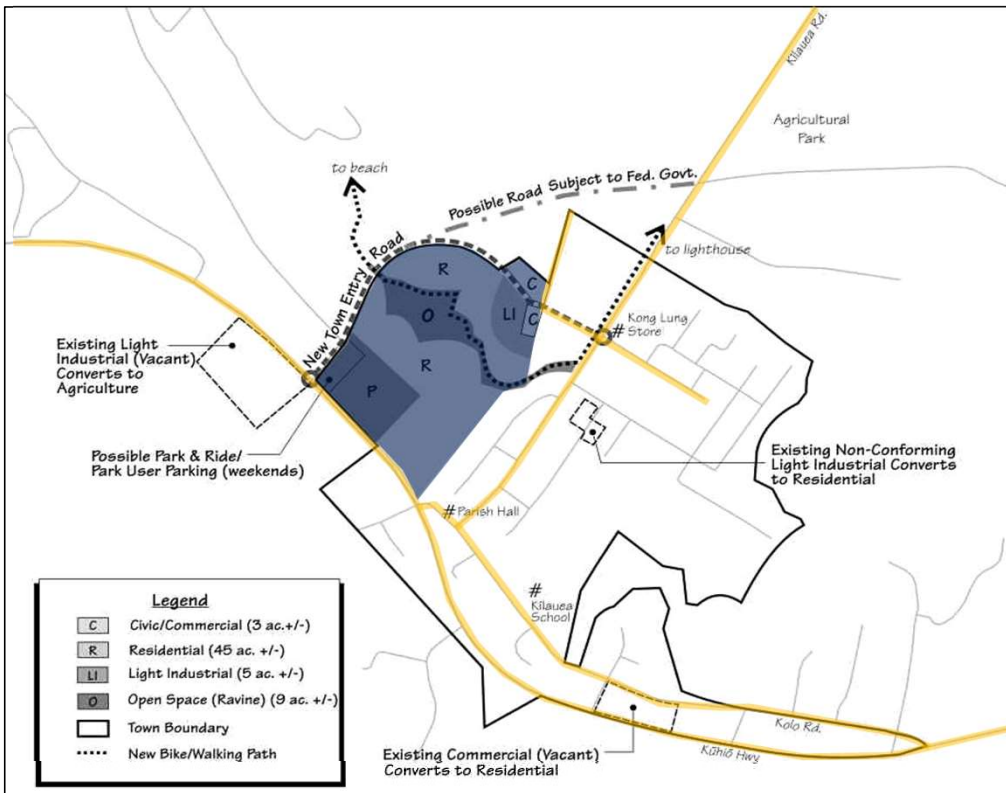 Kīlauea Rd.
Agricultural
Park
to beach
Possible Road Subject to Fed. Govt.
New Town Entry Road
to lighthouse
R
C
C
LI
O
R
P
# Kong Lung
Store
Existing Light
Industrial (Vacant)
Converts to
Agriculture
Possible Park & Ride/
Park User Parking (weekends)
Existing Non-Conforming
Light Industrial Converts
to Residential
# Parish Hall
#
Kīlauea
School
Kolo Rd.
Kūhiō Hwy
Existing Commercial (Vacant)
Converts to Residential
Legend
C Civic/Commercial (3 ac.+/-)
R Residential (45 ac. +/-)
LI Light Industrial (5 ac. +/-)
O Open Space (Ravine) (9 ac. +/-)
Town Boundary
New Bike/Walking Path